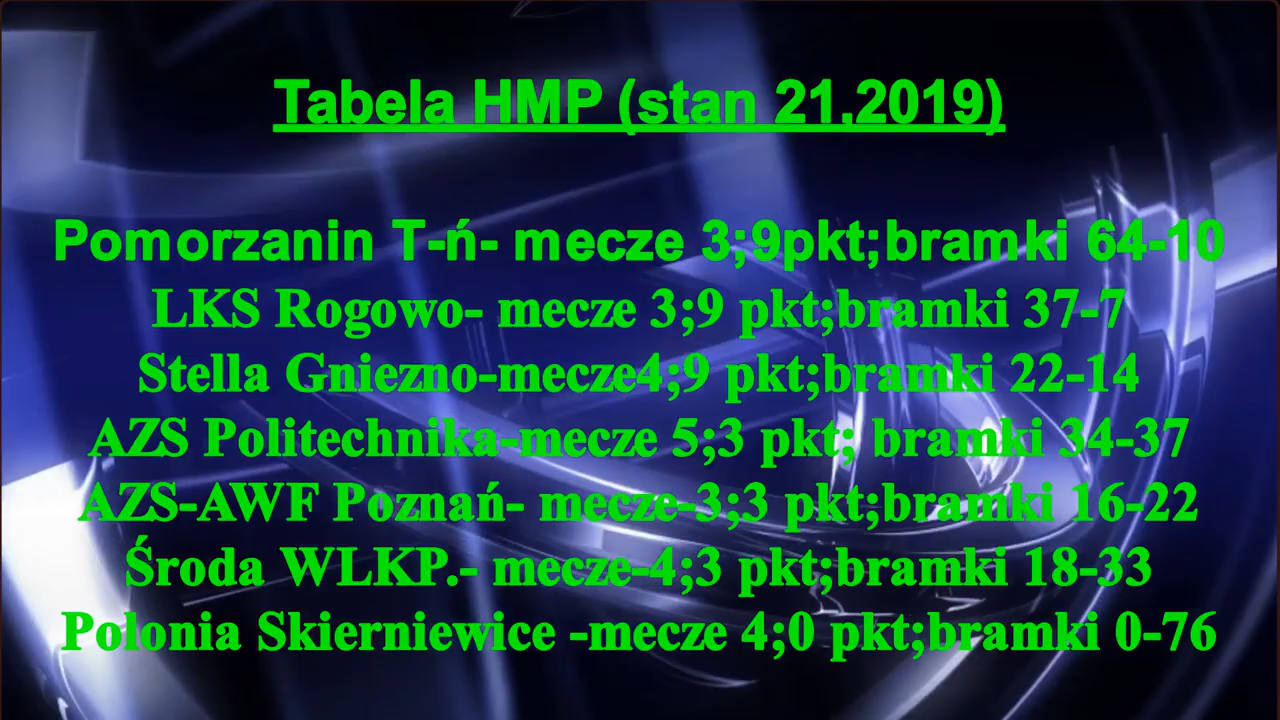 Tabela HMP (stan 21.2019)
Pomorzanin T-ń- mecze 3;9pkt;bramki 64-10
LKS Rogowo- mecze 3;9 pkt;bramki 37-7
Stella Gniezno-mecze4;9 pkt;bramki 22-14
AZS Politechnika-mecze 5;3 pkt; bramki 34-37
AZS-AWF Poznań- mecze-3;3 pkt;bramki 16-22
Środa WLKP.- mecze-4;3 pkt;bramki 18-33
Polonia Skierniewice -mecze 4;0 pkt;bramki 0-76